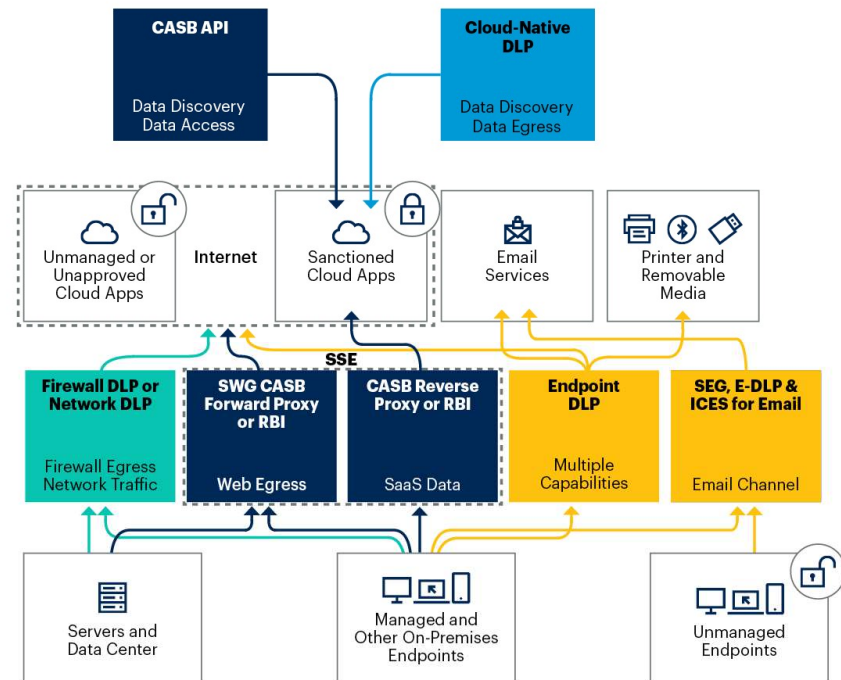 CASB API
Data Discovery
Data Access
Cloud-Native
DLP
Data Discovery
Data Egress
Unmanaged or
Unapproved
Cloud Apps
Internet
Sanctioned
Cloud Apps
Email
Services
Printer and
Removable
Media
SSE
Firewall DLP or
Network DLP
Firewall Egress
Network Traffic
SWG CASB
Forward Proxy
or RBI
Web Egress
CASB Reverse
Proxy or RBI
SaaS Data
Endpoint
DLP
Multiple
Capabilities
SEG, E-DLP &
ICES for Email
Email Channel
Servers and
Data Center
Managed and
Other On-Premises
Endpoints
Unmanaged
Endpoints